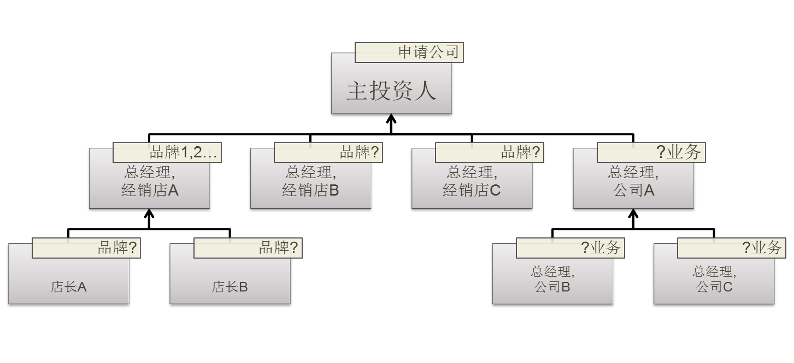 申请公司
主投资人
品牌1,2...
总经理,
经销店A
品牌?
总经理,
经销店B
品牌?
总经理,
经销店C
?业务
总经理,
公司A
品牌?
店长A
品牌?
店长B
?业务
总经理,
公司B
?业务
总经理,
公司C